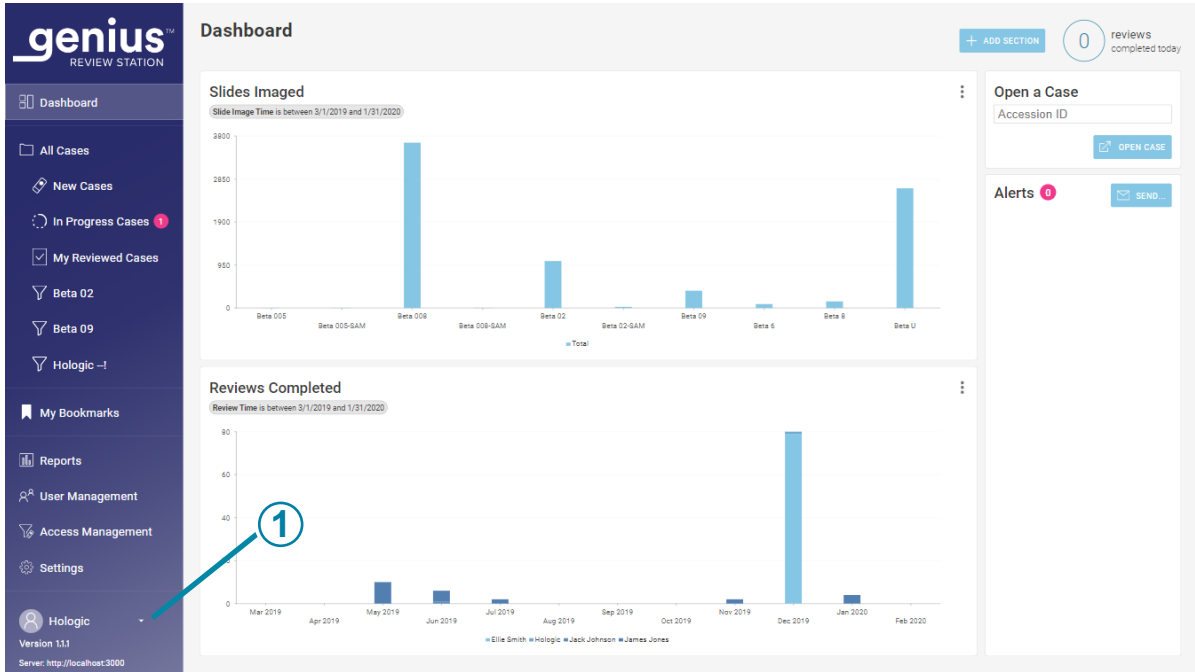 genius™
REVIEW STATION
Dashboard
All Cases
New Cases
In Progress Cases 1
My Reviewed Cases
Beta 02
Beta 09
Hologic –!
My Bookmarks
Reports
User Management
Access Management
Settings
Hologic
Version 1.1.1
Server: http://localhost:3000
Dashboard
+ ADD SECTION
0 reviews
completed today
Slides Imaged
Slide Image Time is between 3/1/2019 and 1/31/2020
3800
2850
1900
950
0
Beta 005
Beta 005-SAM
Beta 008
Beta 008-SAM
Beta 02
Beta 02-SAM
Beta 09
Beta 6
Beta 8
Beta U
Total
Reviews Completed
Review Time is between 3/1/2019 and 1/31/2020
80
60
40
0
Mar 2019
Apr 2019
May 2019
Jun 2019
Jul 2019
Aug 2019
Sep 2019
Oct 2019
Nov 2019
Dec 2019
Jan 2020
Feb 2020
Ellie Smith Hologic Jack Johnson James Jones
1
Open a Case
Accession ID
OPEN CASE
Alerts 0
SEND...